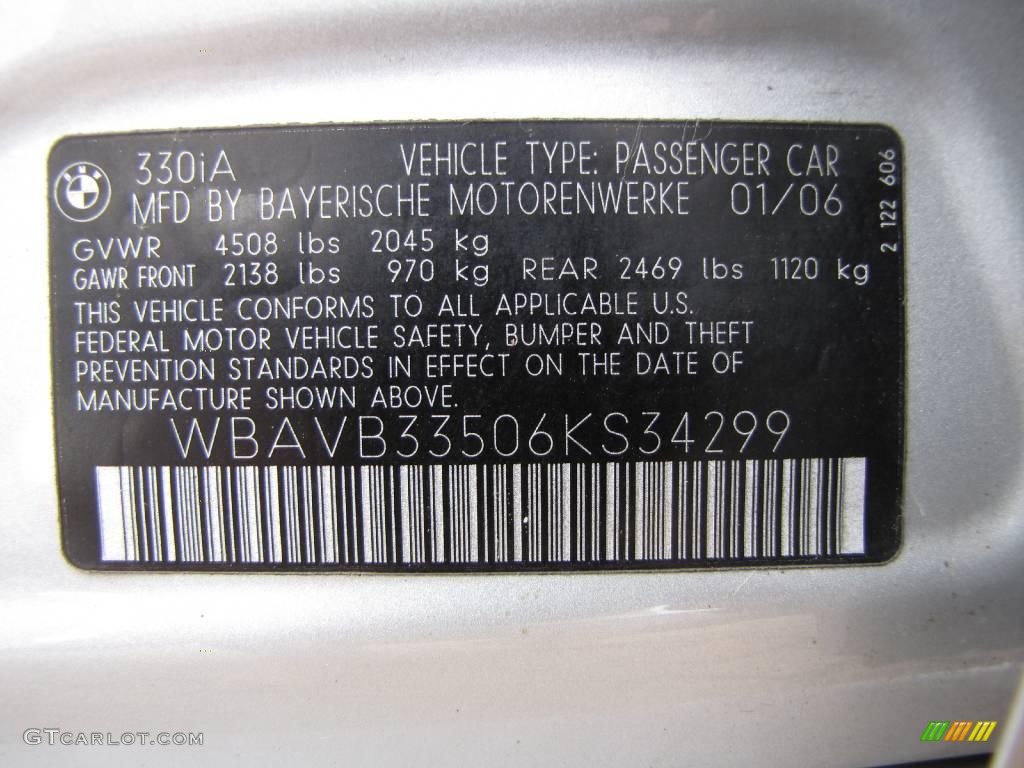 BMW
330iA VEHICLE TYPE: PASSENGER CAR
MFD BY BAYERISCHE MOTORENWERKE 01/06
2 122 606
GVWR 4508 lbs 2045 kg
GAWR FRONT 2138 lbs 970 kg REAR 2469 lbs 1120 kg
THIS VEHICLE CONFORMS TO ALL APPLICABLE U.S.
FEDERAL MOTOR VEHICLE SAFETY, BUMPER AND THEFT
PREVENTION STANDARDS IN EFFECT ON THE DATE OF
MANUFACTURE SHOWN ABOVE.
WBAVB33506KS34299
GTCARLOT.COM